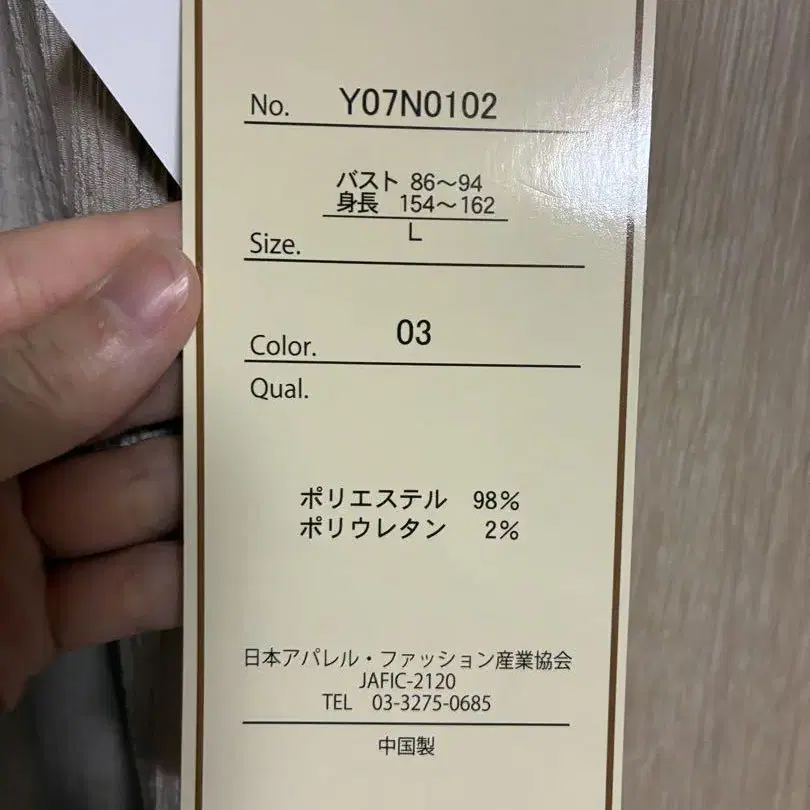 No. Y07N0102
バスト 86～94
身長 154～162
Size. L
Color. 03
Qual.
ポリエステル 98%
ポリウレタン 2%
日本アパレル・ファッション産業協会
JAFIC-2120
TEL 03-3275-0685
中国製